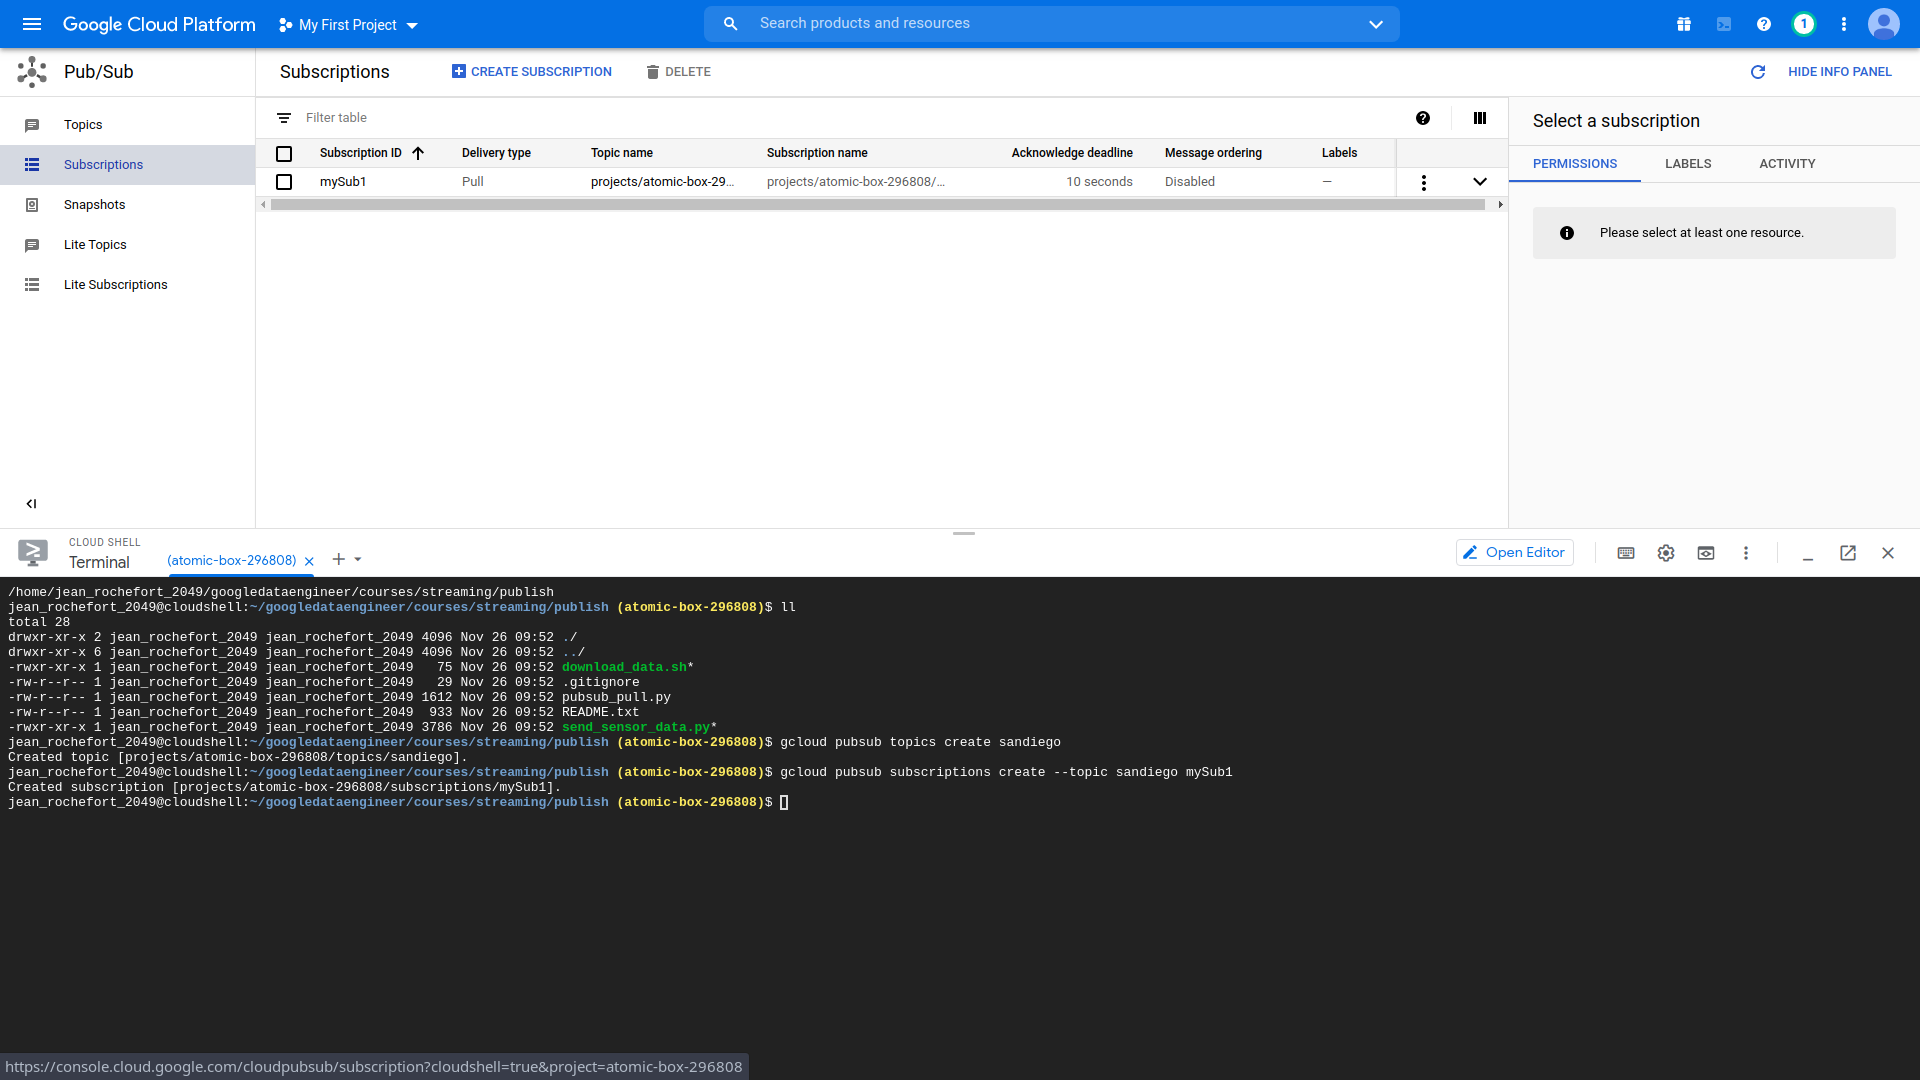 Google Cloud Platform My First Project Search products and resources 1
Pub/Sub Subscriptions CREATE SUBSCRIPTION DELETE HIDE INFO PANEL
Topics
Subscriptions
Snapshots
Lite Topics
Lite Subscriptions
Filter table
Subscription ID Delivery type Topic name Subscription name Acknowledge deadline Message ordering Labels
mySub1 Pull projects/atomic-box-29... projects/atomic-box-296808/... 10 seconds Disabled —
Select a subscription
PERMISSIONS LABELS ACTIVITY
Please select at least one resource.
CLOUD SHELL
Terminal (atomic-box-296808) Open Editor
/home/jean_rochefort_2049/googledataengineer/courses/streaming/publish
jean_rochefort_2049@cloudshell:~/googledataengineer/courses/streaming/publish (atomic-box-296808)$ ll
total 28
drwxr-xr-x 2 jean_rochefort_2049 jean_rochefort_2049 4096 Nov 26 09:52 ./
drwxr-xr-x 6 jean_rochefort_2049 jean_rochefort_2049 4096 Nov 26 09:52 ../
-rwxr-xr-x 1 jean_rochefort_2049 jean_rochefort_2049   75 Nov 26 09:52 download_data.sh*
-rw-r--r-- 1 jean_rochefort_2049 jean_rochefort_2049   29 Nov 26 09:52 .gitignore
-rw-r--r-- 1 jean_rochefort_2049 jean_rochefort_2049 1612 Nov 26 09:52 pubsub_pull.py
-rw-r--r-- 1 jean_rochefort_2049 jean_rochefort_2049  933 Nov 26 09:52 README.txt
-rwxr-xr-x 1 jean_rochefort_2049 jean_rochefort_2049 3786 Nov 26 09:52 send_sensor_data.py*
jean_rochefort_2049@cloudshell:~/googledataengineer/courses/streaming/publish (atomic-box-296808)$ gcloud pubsub topics create sandiego
Created topic [projects/atomic-box-296808/topics/sandiego].
jean_rochefort_2049@cloudshell:~/googledataengineer/courses/streaming/publish (atomic-box-296808)$ gcloud pubsub subscriptions create --topic sandiego mySub1
Created subscription [projects/atomic-box-296808/subscriptions/mySub1].
jean_rochefort_2049@cloudshell:~/googledataengineer/courses/streaming/publish (atomic-box-296808)$
https://console.cloud.google.com/cloudpubsub/subscription?cloudshell=true&project=atomic-box-296808